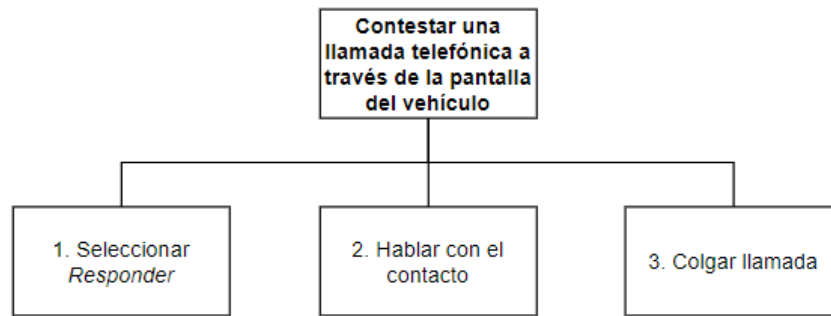 Contestar una
llamada telefónica a
través de la pantalla
del vehículo
1. Seleccionar
Responder
2. Hablar con el
contacto
3. Colgar llamada